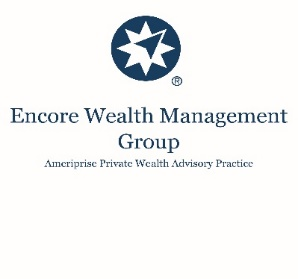 ®
Encore Wealth Management
Group
Ameriprise Private Wealth Advisory Practice